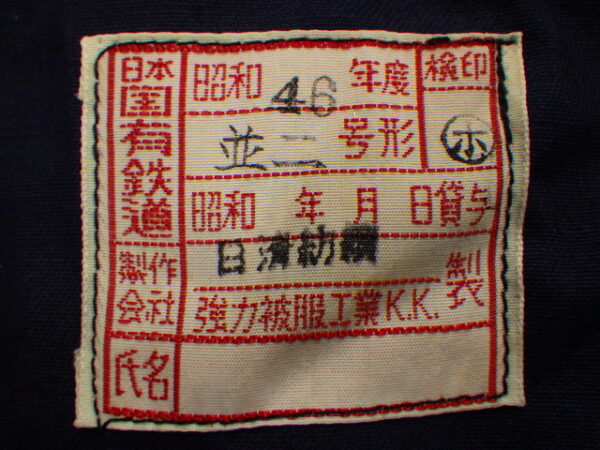 日本国有鉄道
昭和46年度
検印
並二号形
ホ
昭和 年 月 日貸与
製作会社
日清紡績
製
強力被服工業K.K.
氏名